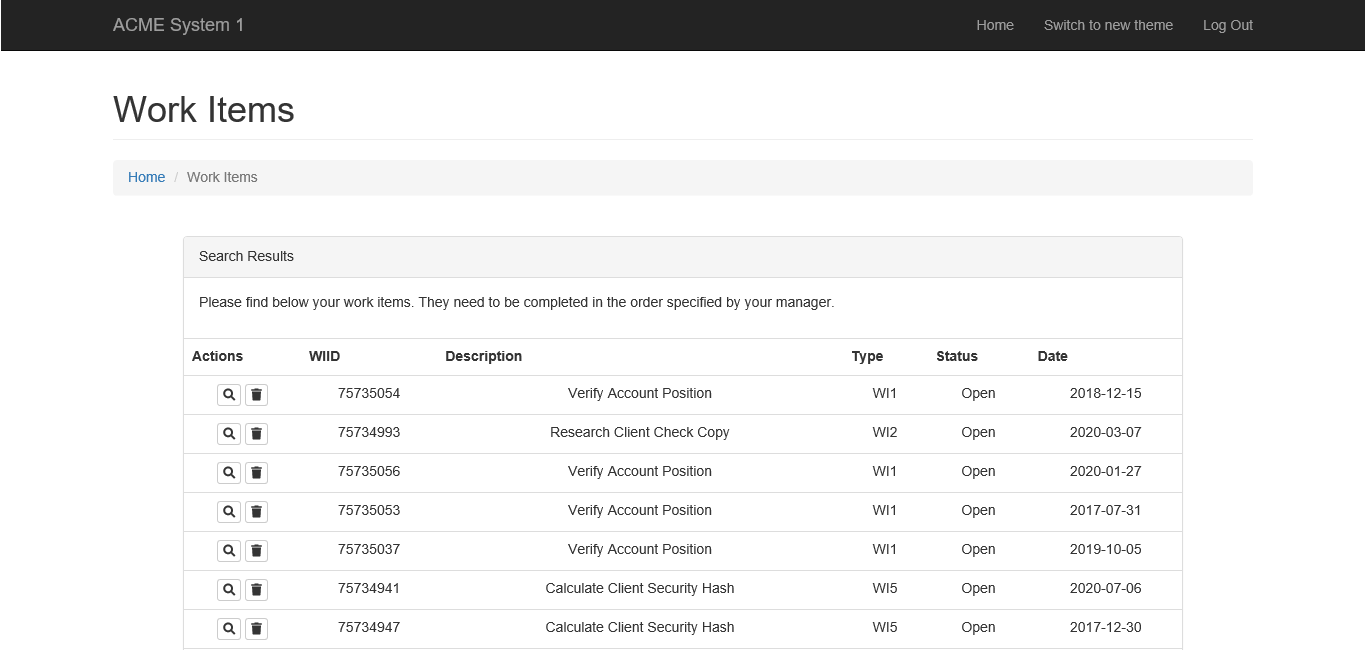 ACME System 1 Home Switch to new theme Log Out
Work Items
Home / Work Items
Search Results
Please find below your work items. They need to be completed in the order specified by your manager.
Actions WIID Description Type Status Date
75735054 Verify Account Position WI1 Open 2018-12-15
75734993 Research Client Check Copy WI2 Open 2020-03-07
75735056 Verify Account Position WI1 Open 2020-01-27
75735053 Verify Account Position WI1 Open 2017-07-31
75735037 Verify Account Position WI1 Open 2019-10-05
75734941 Calculate Client Security Hash WI5 Open 2020-07-06
75734947 Calculate Client Security Hash WI5 Open 2017-12-30